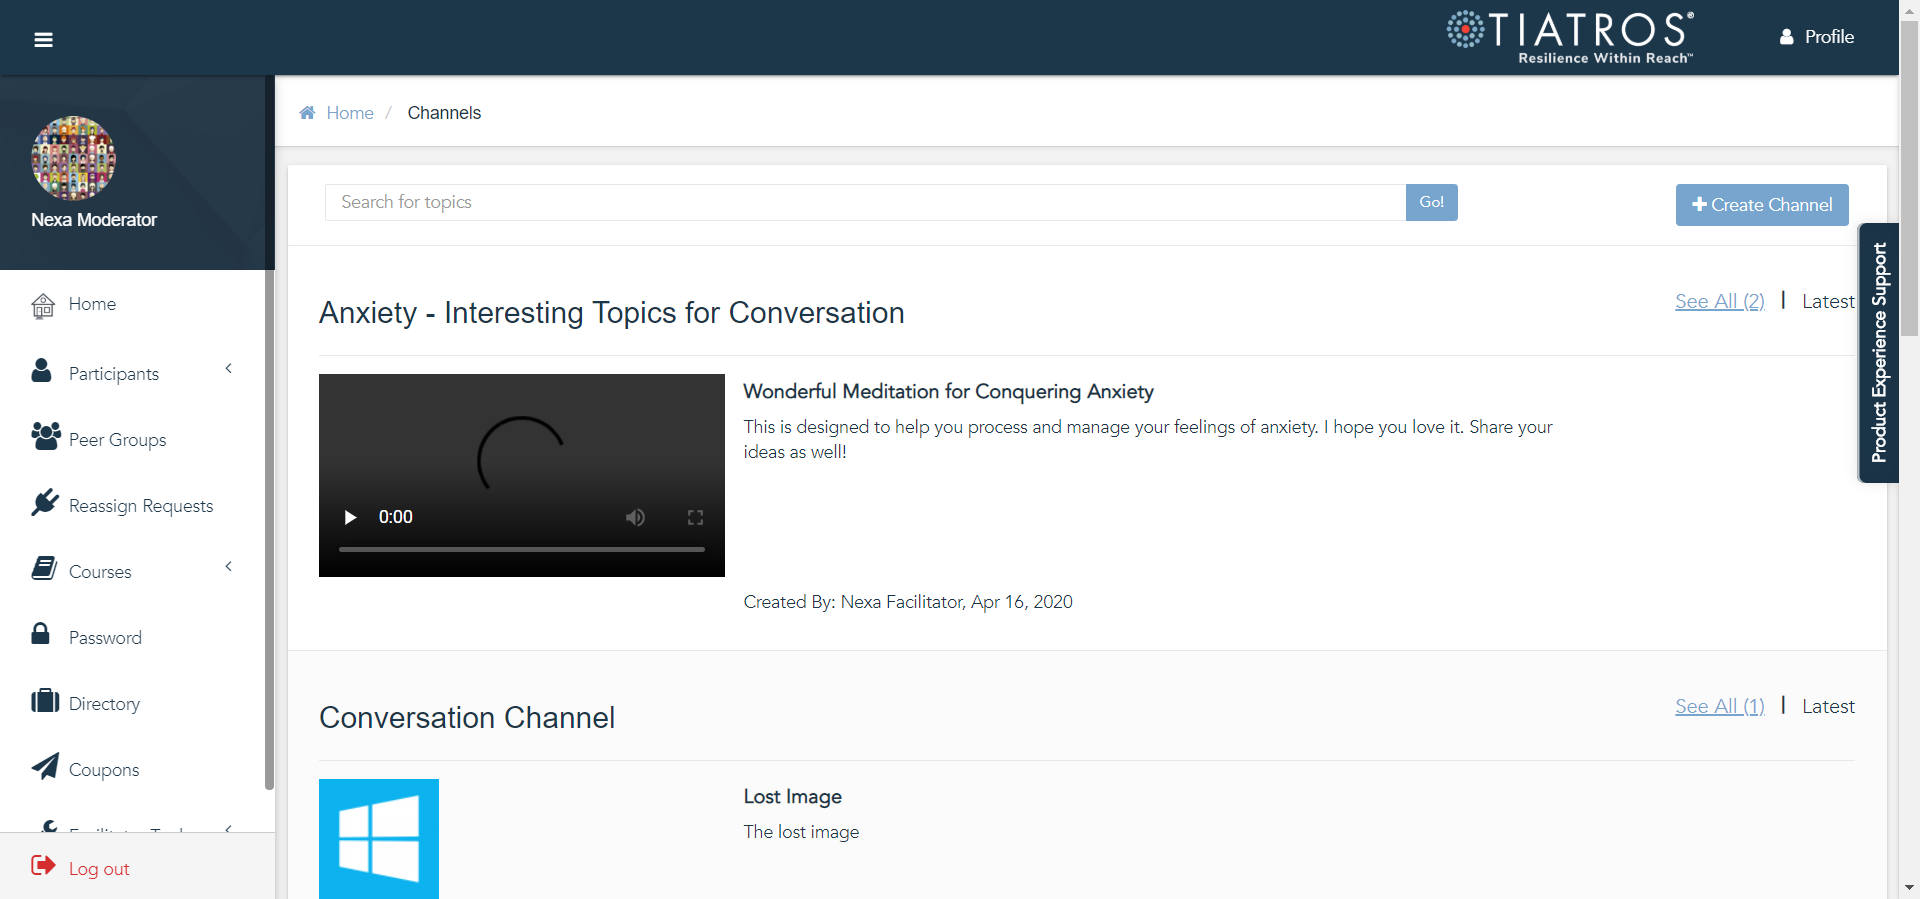 TIATROS®
Resilience Within Reach™
Profile
Nexa Moderator
Home
Participants
Peer Groups
Reassign Requests
Courses
Password
Directory
Coupons
Log out
Home / Channels
Search for topics
Go!
Create Channel
Product Experience Support
Anxiety - Interesting Topics for Conversation
See All (2) | Latest
0:00
Wonderful Meditation for Conquering Anxiety
This is designed to help you process and manage your feelings of anxiety. I hope you love it. Share your
ideas as well!
Created By: Nexa Facilitator, Apr 16, 2020
Conversation Channel
See All (1) | Latest
Lost Image
The lost image